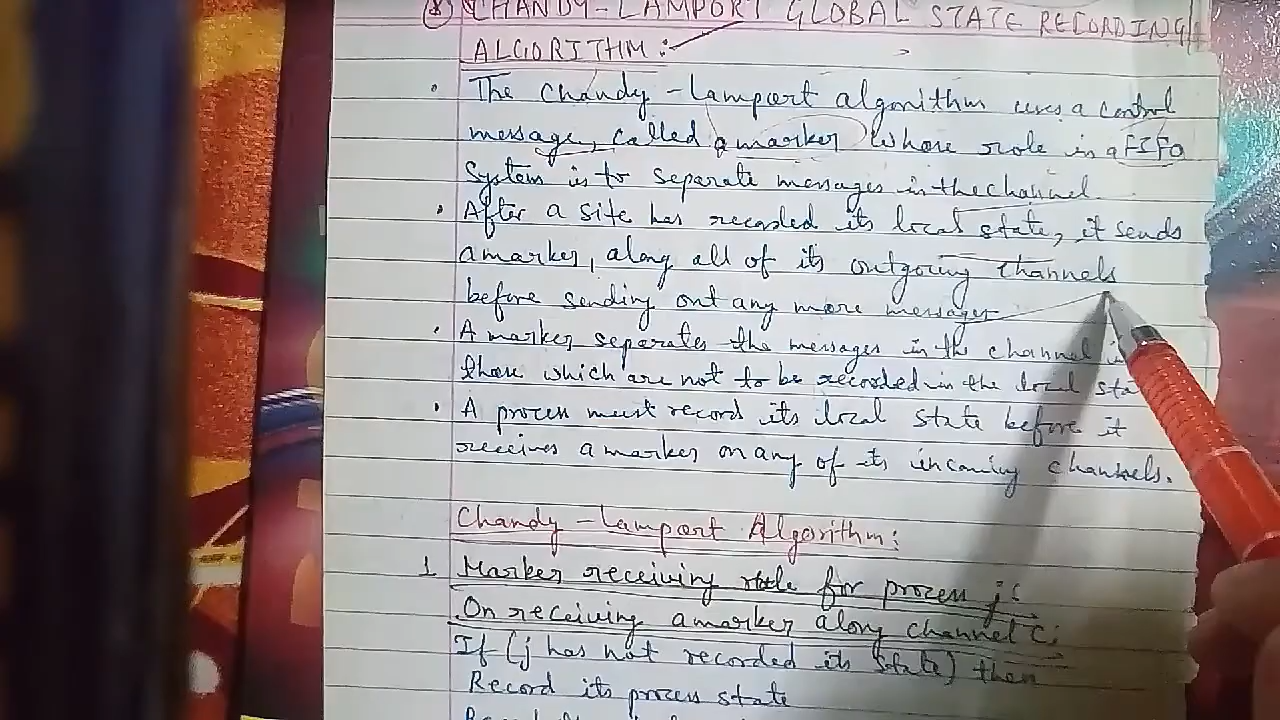 CHANDY-LAMPORT GLOBAL STATE RECORDING
ALGORITHM:
• The Chandy-Lamport algorithm uses a control
message, called a marker whose role in a FIFO
System is to separate messages in the channel.
• After a site has recorded its local state, it sends
a marker, along all of its outgoing channels
before sending out any more messages
• A marker separates the messages in the channel
those which are not to be recorded in the local
• A process must record its local state before it
receives a marker on any of its incoming channels.
Chandy-Lamport Algorithm:
1 Marker receiving rule for process j:
On receiving a marker along channel C:
If (j has not recorded its state) then
Record its process state